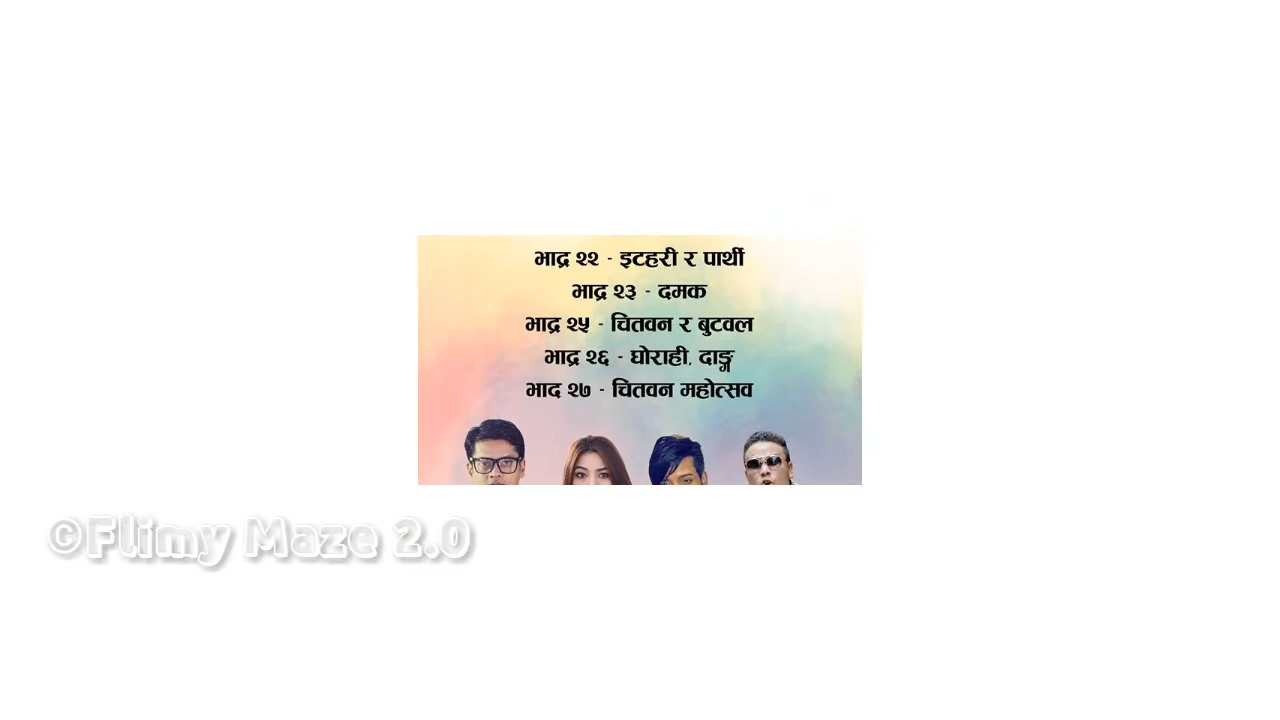 भाद्र २२ - इटहरी र पार्थी
भाद्र २३ - दमक
भाद्र २५ - चितवन र बुटवल
भाद्र २६ - घोराही, दाङ्ग
भाद २७ - चितवन महोत्सव
©Flimy Maze 2.0